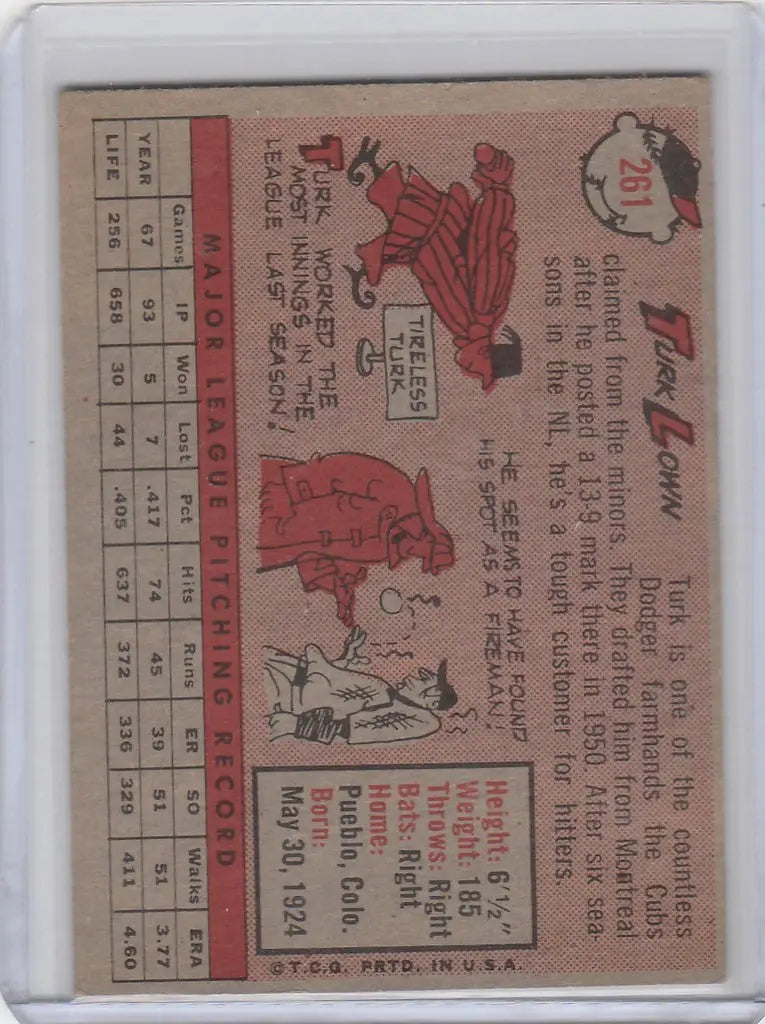 261
TURK LOWN
Turk is one of the countless
Dodger farmhands the Cubs
claimed from the minors. They drafted him from Montreal
after he posted a 13-9 mark there in 1950. After six sea
sons in the NL, he's a tough customer for hitters.
TURK WORKED THE
MOST INNINGS IN THE
LEAGUE LAST SEASON!
TIRELESS
TURK
HE SEEMS TO HAVE FOUND
HIS SPOT AS A FIREMAN!
Height: 6'½"
Weight: 185
Throws: Right
Bats: Right
Home:
Pueblo, Colo.
Born:
May 30, 1924
MAJOR LEAGUE PITCHING RECORD
Games IP Won Lost Pct Hits Runs ER SO Walks ERA
YEAR 67 93 5 7 .417 74 45 39 51 51 3.77
LIFE 256 658 30 44 .405 637 372 336 329 411 4.60
©T.C.G. PRTD. IN U.S.A.